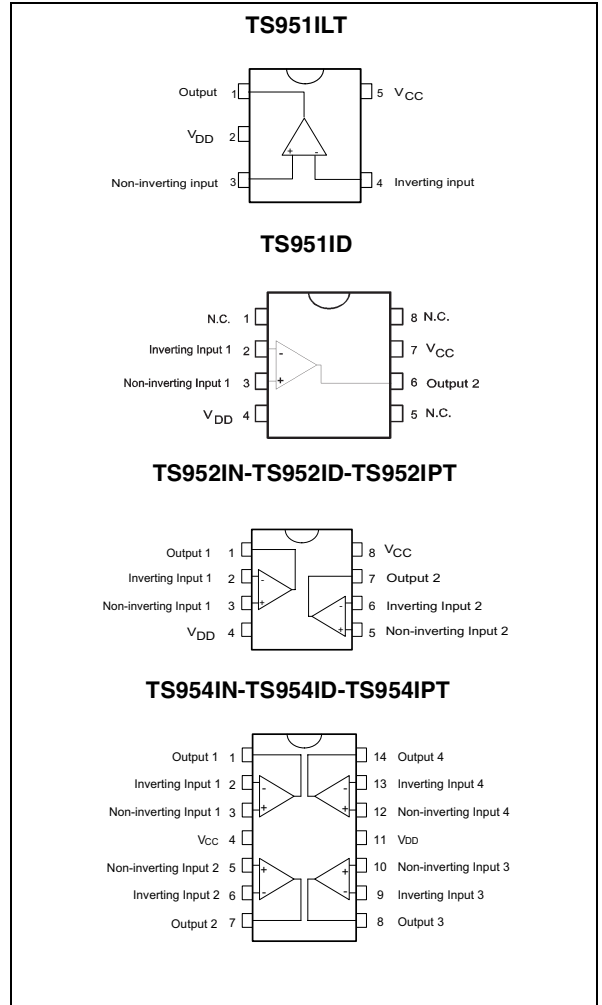 TS951ILT
Output 1 5 VCC
VDD 2
Non-inverting input 3 4 Inverting input
+ -
TS951ID
N.C. 1 8 N.C.
Inverting Input 1 2 - 7 VCC
Non-inverting Input 1 3 + 6 Output 2
VDD 4 5 N.C.
TS952IN-TS952ID-TS952IPT
Output 1 1 8 VCC
Inverting Input 1 2 - 7 Output 2
Non-inverting Input 1 3 + - 6 Inverting Input 2
VDD 4 + 5 Non-inverting Input 2
TS954IN-TS954ID-TS954IPT
Output 1 1 14 Output 4
Inverting Input 1 2 - - 13 Inverting Input 4
Non-inverting Input 1 3 + + 12 Non-inverting Input 4
VCC 4 11 VDD
Non-inverting Input 2 5 + + 10 Non-inverting Input 3
Inverting Input 2 6 - - 9 Inverting Input 3
Output 2 7 8 Output 3